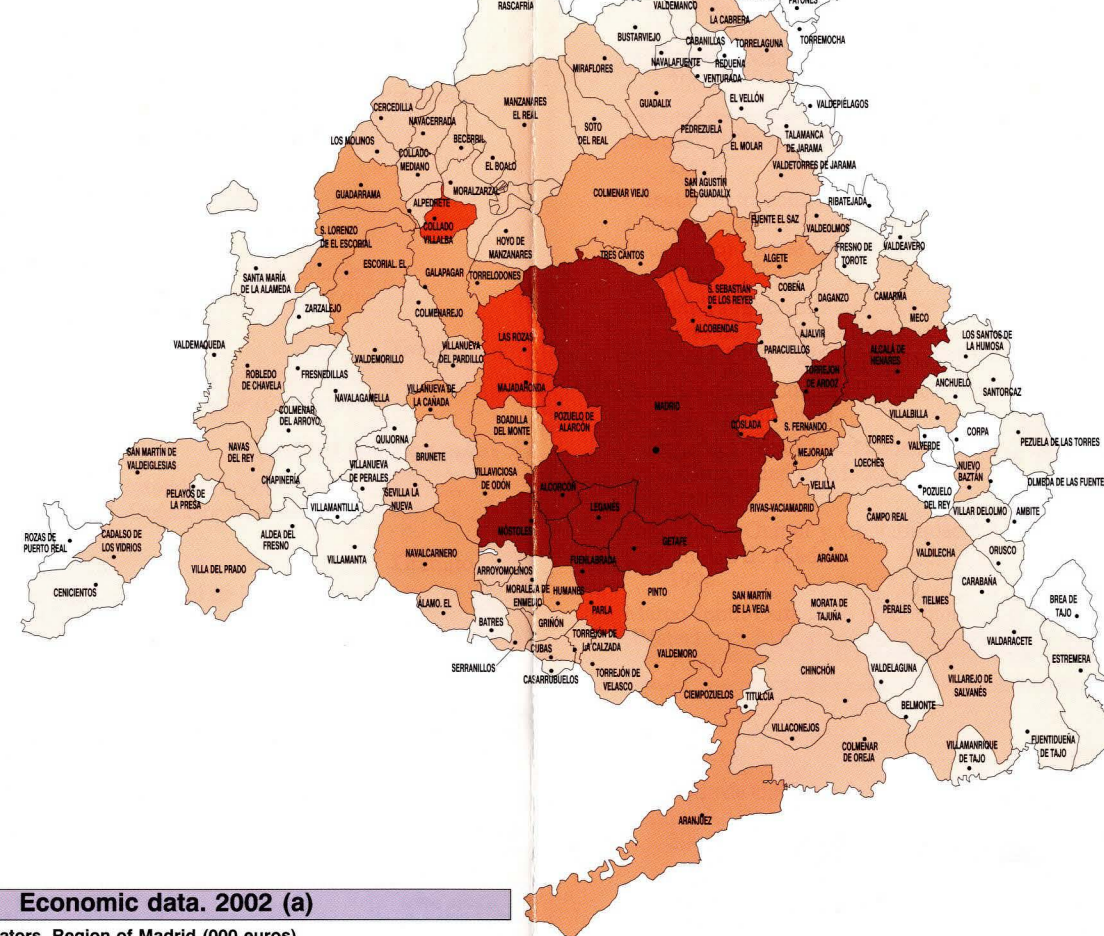 RASCAFRÍA
VALDEMANCO
LA CABRERA
PATONES
BUSTARVIEJO
CABANILLAS
TORRELAGUNA
TORREMOCHA
NAVALAFUENTE
REDUEÑA
MIRAFLORES
VENTURADA
CERCEDILLA
MANZANARES
EL REAL
GUADALIX
EL VELLÓN
VALDEPIÉLAGOS
NAVACERRADA
SOTO
DEL REAL
PEDREZUELA
TALAMANCA
DE JARAMA
LOS MOLINOS
BECERRIL
EL MOLAR
COLLADO-
MEDIANO
EL BOALO
VALDETORRES DE JARAMA
GUADARRAMA
MORALZARZAL
COLMENAR VIEJO
SAN AGUSTÍN
DEL GUADALIX
RIBATEJADA
ALPEDRETE
COLLADO
VILLALBA
FUENTE EL SAZ
VALDEOLMOS
S. LORENZO
DE EL ESCORIAL
HOYO DE
MANZANARES
FRESNO DE
TOROTE
VALDEAVERO
ESCORIAL. EL
TRES CANTOS
ALGETE
SANTA MARÍA
DE LA ALAMEDA
GALAPAGAR
TORRELODONES
S. SEBASTIÁN
DE LOS REYES
COBEÑA
DAGANZO
CAMARMA
MECO
ZARZALEJO
COLMENAREJO
ALCOBENDAS
AJALVIR
LOS SANTOS DE
LA HUMOSA
VALDEMAQUEDA
LAS ROZAS
VILLANUEVA
DEL PARDILLO
VALDEMORILLO
PARACUELLOS
ALCALÁ DE
HENARES
ROBLEDO
DE CHAVELA
FRESNEDILLAS
TORREJÓN
DE ARDOZ
ANCHUELO
SANTORCAZ
NAVALAGAMELLA
VILLANUEVA DE
LA CAÑADA
MAJADAHONDA
MADRID
COLMENAR
DEL ARROYO
BOADILLA
DEL MONTE
POZUELO DE
ALARCÓN
COSLADA
S. FERNANDO
VILLALBILLA
CORPA
PEZUELA DE LAS TORRES
QUIJORNA
TORRES
VALVERDE
SAN MARTÍN DE
VALDEIGLESIAS
NAVAS
DEL REY
BRUNETE
MEJORADA
LOECHES
NUEVO
BAZTÁN
OLMEDA DE LAS FUENTE
CHAPINERÍA
VILLANUEVA
DE PERALES
VILLAVICIOSA
DE ODÓN
VELILLA
POZUELO
DEL REY
PELAYOS DE
LA PRESA
SEVILLA LA
NUEVA
ALCORCÓN
VILLAMANTILLA
LEGANÉS
RIVAS-VACIAMADRID
CAMPO REAL
VILLAR DELOLMO
AMBITE
ROZAS DE
PUERTO REAL
CADALSO DE
LOS VIDRIOS
ALDEA DEL
FRESNO
MÓSTOLES
GETAFE
VILLA DEL PRADO
VILLAMANTA
NAVALCARNERO
FUENLABRADA
ARGANDA
VALDILECHA
ORUSCO
ARROYOMOLINOS
CENICIENTOS
MORALEJA DE
ENMEDIO
HUMANES
PINTO
SAN MARTÍN
DE LA VEGA
CARABAÑA
ÁLAMO. EL
PARLA
MORATA DE
TAJUÑA
PERALES
TIELMES
BREA DE
TAJO
BATRES
GRIÑÓN
TORREJÓN DE
LA CALZADA
VALDARACETE
CUBAS
VALDEMORO
ESTREMERA
SERRANILLOS
CASARRUBUELOS
TORREJÓN DE
VELASCO
CHINCHÓN
VALDELAGUNA
VILLAREJO DE
SALVANÉS
CIEMPOZUELOS
TITULCIA
BELMONTE
VILLACONEJOS
COLMENAR
DE OREJA
VILLAMANRIQUE
DE TAJO
FUENTIDUEÑA
DE TAJO
ARANJUEZ
Economic data. 2002 (a)
ators. Region of Madrid (000 euros)